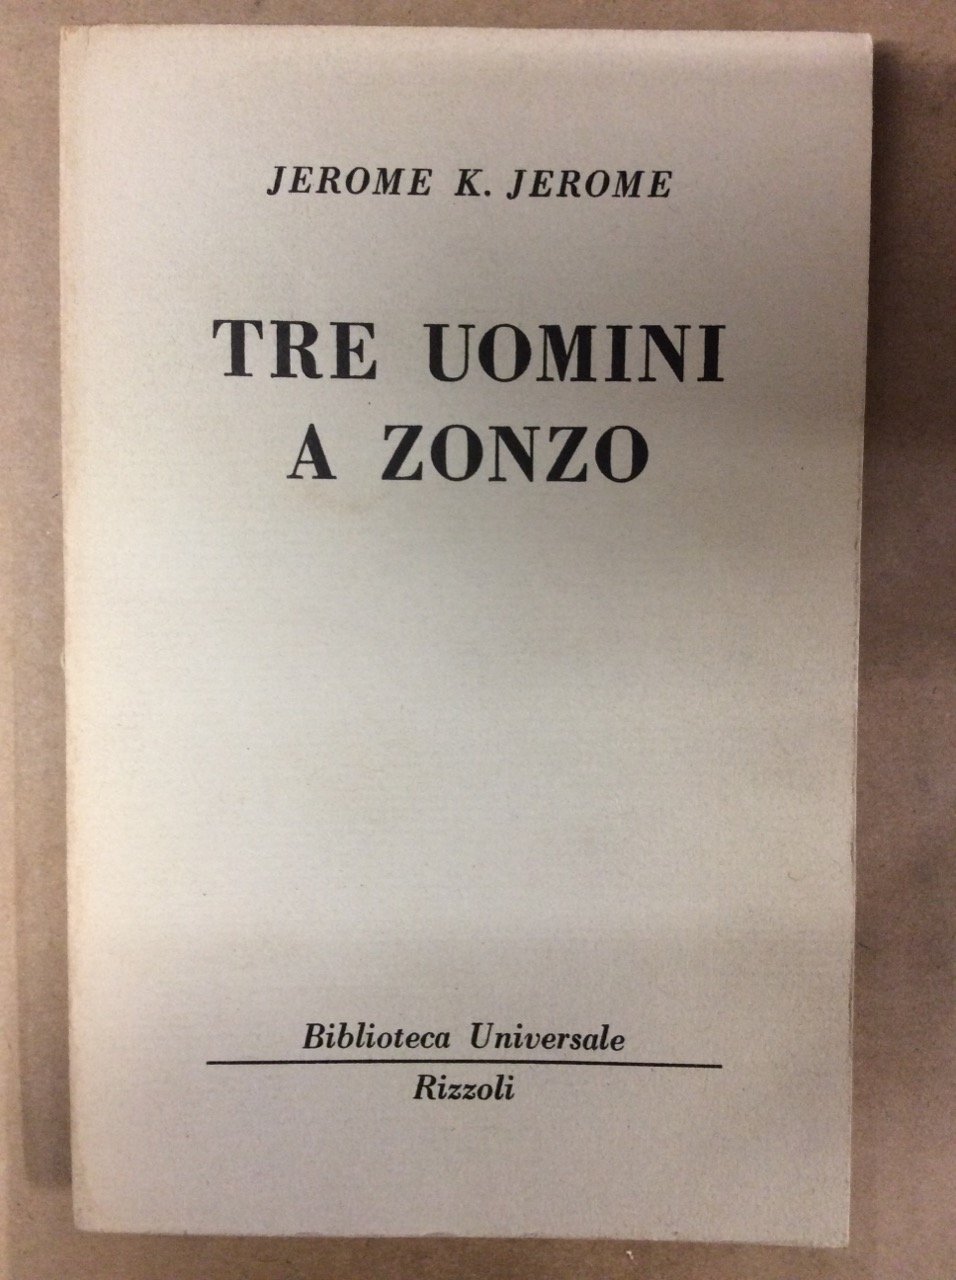 JEROME K. JEROME
TRE UOMINI
A ZONZO
Biblioteca Universale
Rizzoli